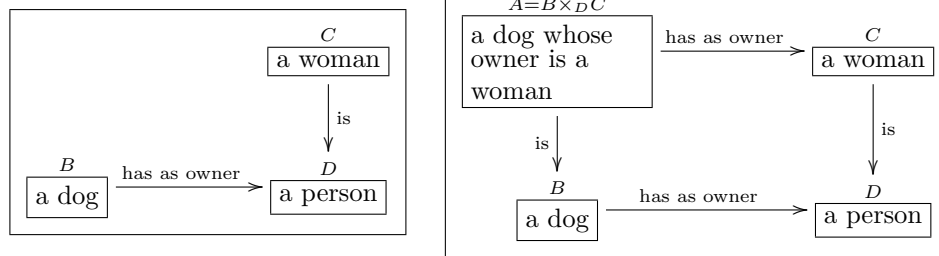 C
a woman
is
B
D
a dog
has as owner
a person
A=B×_DC
a dog whose
owner is a
woman
has as owner
C
a woman
is
is
B
D
a dog
has as owner
a person